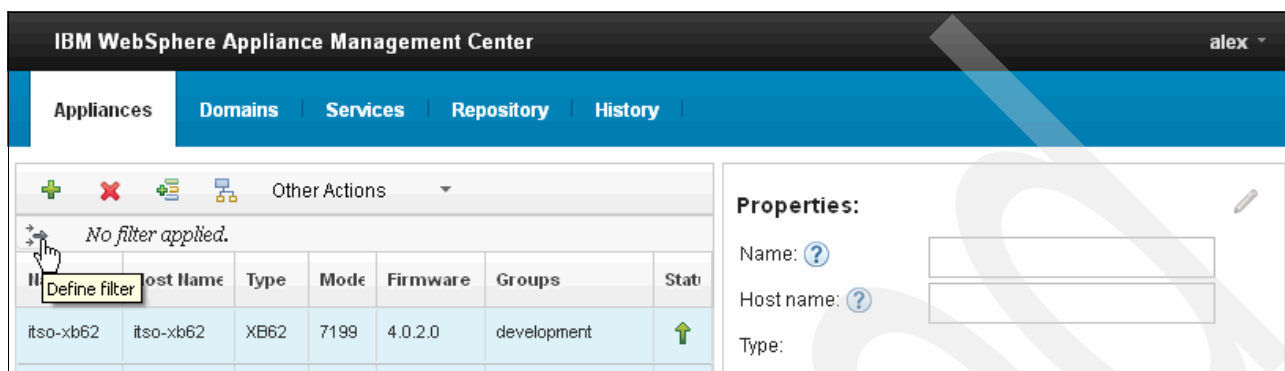 IBM WebSphere Appliance Management Center alex
Appliances Domains Services Repository History
Other Actions
No filter applied.
Define filter
ost Name Type Mode Firmware Groups Statu
itso-xb62 itso-xb62 XB62 7199 4.0.2.0 development
Properties:
Name: ?
Host name: ?
Type: